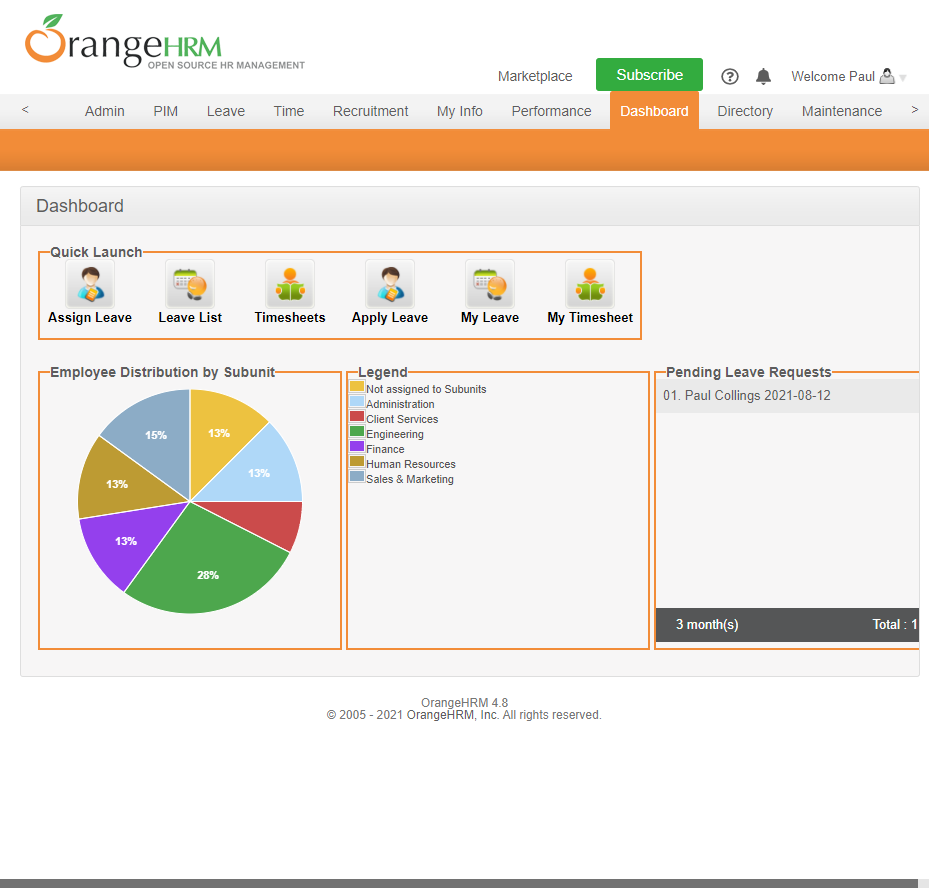 OrangeHRM
OPEN SOURCE HR MANAGEMENT
Marketplace
Subscribe
Welcome Paul
<
Admin
PIM
Leave
Time
Recruitment
My Info
Performance
Dashboard
Directory
Maintenance
>
Dashboard
Quick Launch
Assign Leave
Leave List
Timesheets
Apply Leave
My Leave
My Timesheet
Employee Distribution by Subunit
13%
13%
28%
13%
13%
15%
Legend
Not assigned to Subunits
Administration
Client Services
Engineering
Finance
Human Resources
Sales & Marketing
Pending Leave Requests
01. Paul Collings 2021-08-12
3 month(s)
Total : 1
OrangeHRM 4.8
© 2005 - 2021 OrangeHRM, Inc. All rights reserved.